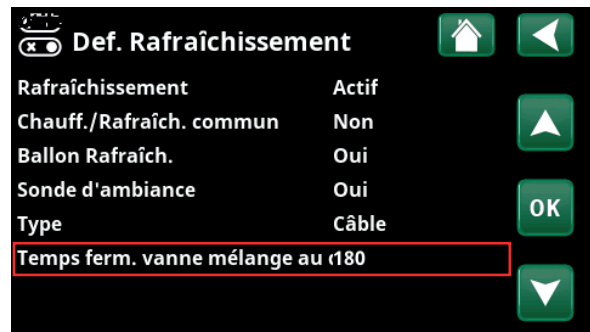 Def. Rafraîchissement
Rafraîchissement Actif
Chauff./Rafraîch. commun Non
Ballon Rafraîch. Oui
Sonde d'ambiance Oui
OK
Type Câble
Temps ferm. vanne mélange au 180